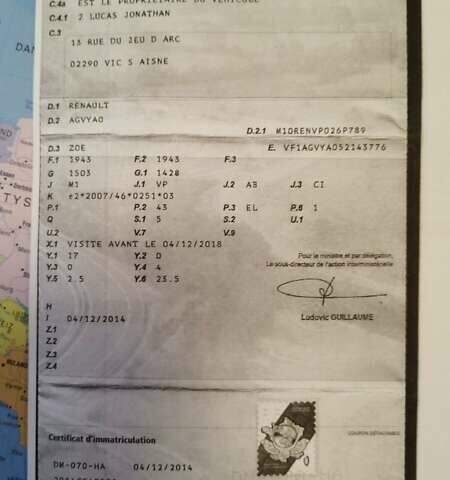 C.4a EST LE PROPRIETAIRE DU VEHICULE
C.4.1 2 LUCAS JONATHAN
C.3
13 RUE DU JEU D ARC
02290 VIC S AISNE
D.1 RENAULT
D.2 AGVYA0
D.2.1 M10RENVP026P789
D.3 ZOE
E. VF1AGVYA052143776
F.1 1943 F.2 1943 F.3
G 1503 G.1 1428
J M1 J.1 VP J.2 AB J.3 CI
K e2*2007/46*0251*03
P.1 P.2 43 P.3 EL P.6 1
Q S.1 5 S.2 U.1
U.2 V.7 V.9
X.1 VISITE AVANT LE 04/12/2018
Y.1 17 Y.2 0
Y.3 0 Y.4 4
Y.5 2.5 Y.6 23.5
Pour le ministre et par délégation,
Le sous-directeur de l'action interministérielle
Ludovic GUILLAUME
H
I 04/12/2014
Z.1
Z.2
Z.3
Z.4
Certificat d'immatriculation
COUPON DÉTACHABLE
DK-070-HA 04/12/2014